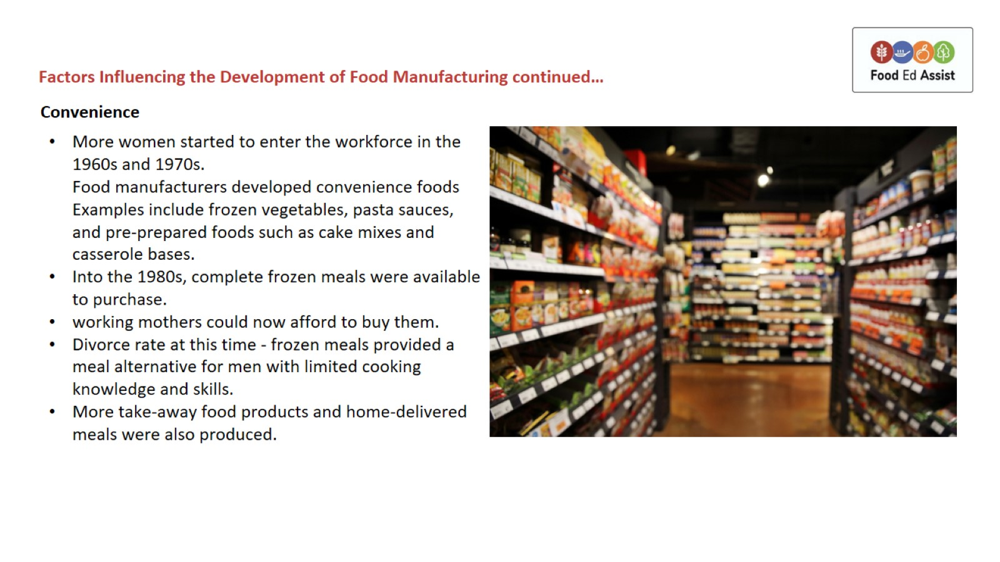 Food Ed Assist
Factors Influencing the Development of Food Manufacturing continued...
Convenience
• More women started to enter the workforce in the
1960s and 1970s.
Food manufacturers developed convenience foods
Examples include frozen vegetables, pasta sauces,
and pre-prepared foods such as cake mixes and
casserole bases.
• Into the 1980s, complete frozen meals were available
to purchase.
• working mothers could now afford to buy them.
• Divorce rate at this time - frozen meals provided a
meal alternative for men with limited cooking
knowledge and skills.
• More take-away food products and home-delivered
meals were also produced.